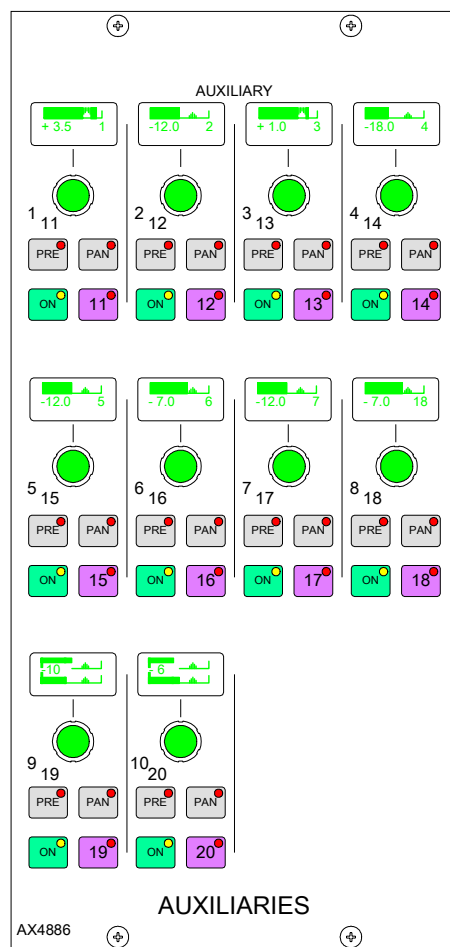 AUXILIARY
+ 3.5 1
-12.0 2
+ 1.0 3
-18.0 4
1 11
2 12
3 13
4 14
PRE PAN PRE PAN PRE PAN PRE PAN
ON 11 ON 12 ON 13 ON 14
-12.0 5
- 7.0 6
-12.0 7
- 7.0 18
5 15
6 16
7 17
8 18
PRE PAN PRE PAN PRE PAN PRE PAN
ON 15 ON 16 ON 17 ON 18
-10
- 6
9 19
10 20
PRE PAN PRE PAN
ON 19 ON 20
AUXILIARIES
AX4886